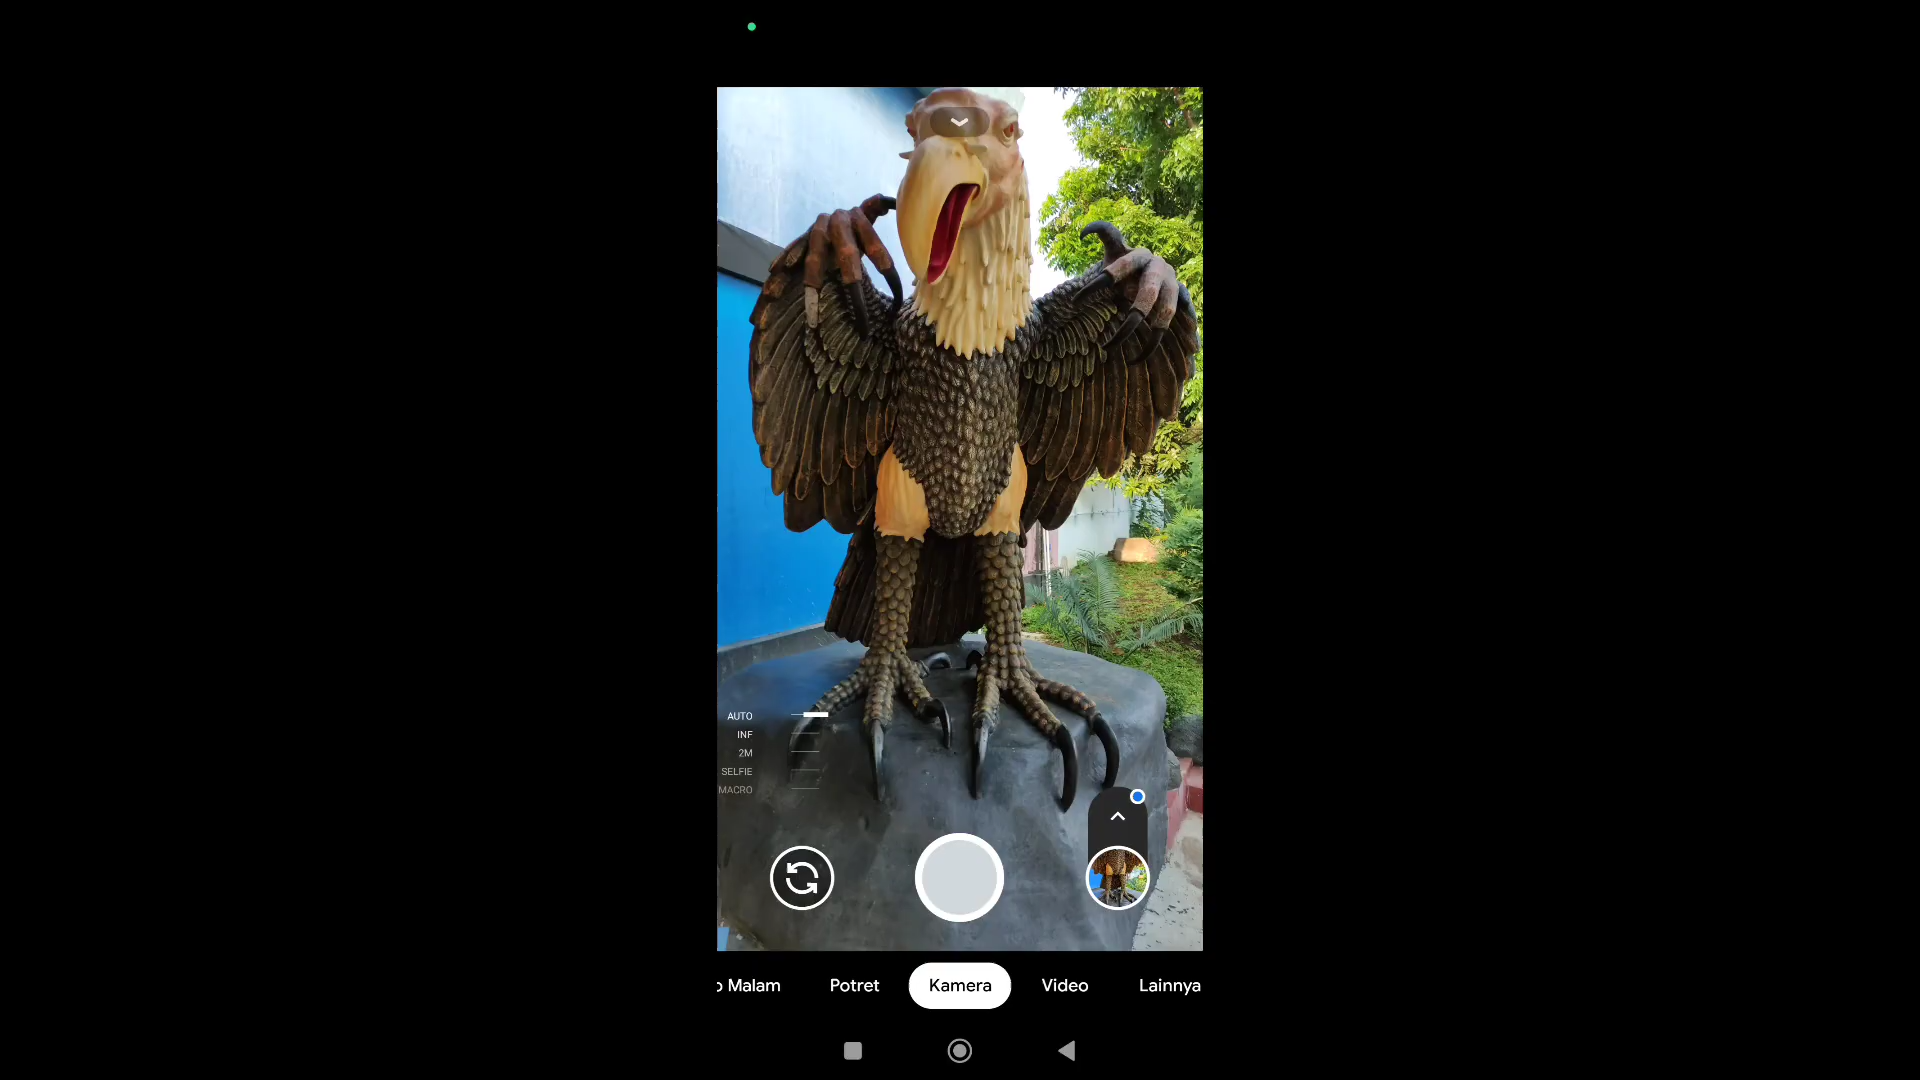 AUTO
INF
2M
SELFIE
MACRO
o Malam Potret Kamera Video Lainnya